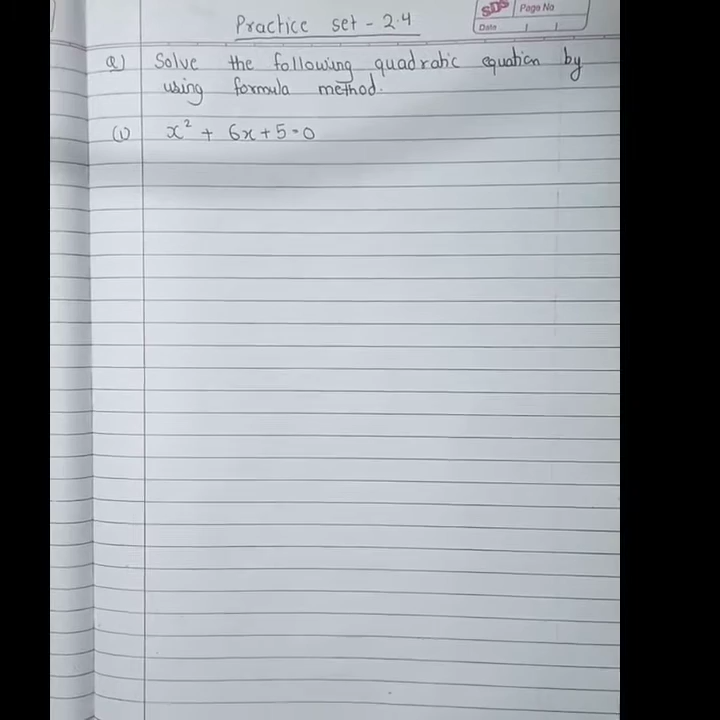 Practice set - 2.4
SDS Page No
Date / /
Q) Solve the following quadratic equation by
using formula method.
(i) x² + 6x + 5 = 0